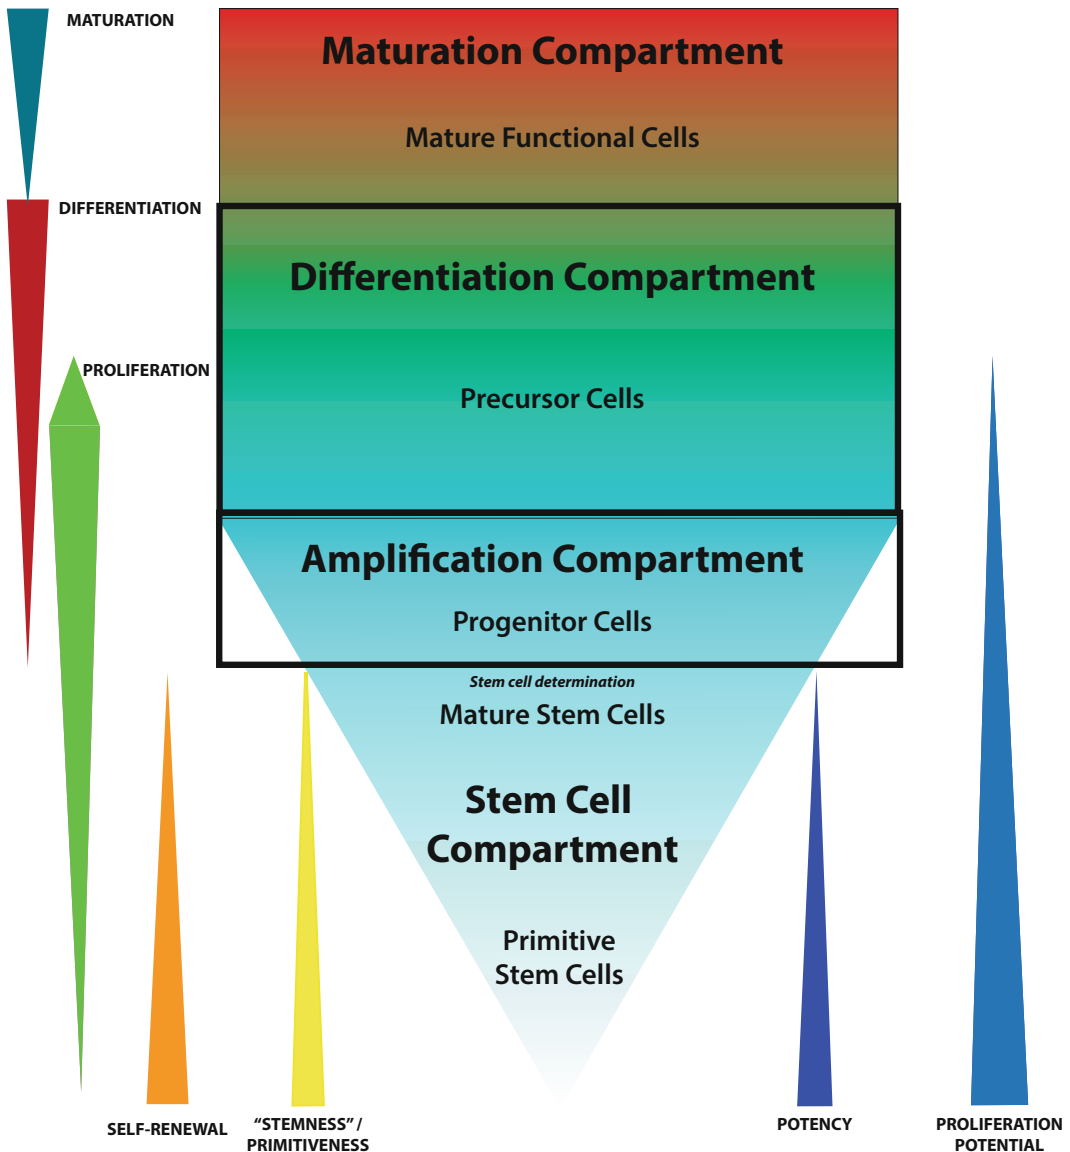 MATURATION
Maturation Compartment
Mature Functional Cells
DIFFERENTIATION
Differentiation Compartment
PROLIFERATION
Precursor Cells
Amplification Compartment
Progenitor Cells
Stem cell determination
Mature Stem Cells
Stem Cell
Compartment
Primitive
Stem Cells
SELF-RENEWAL
"STEMNESS" /
PRIMITIVENESS
POTENCY
PROLIFERATION
POTENTIAL